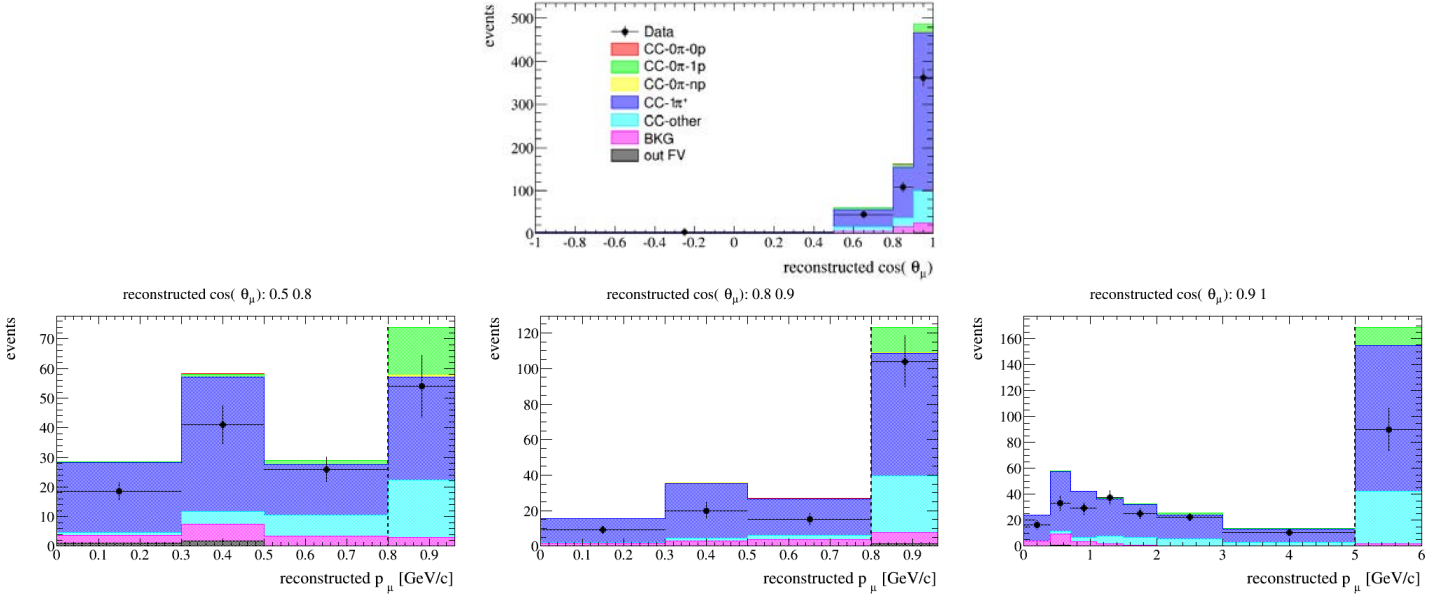 events
500
400
300
200
100
0
Data
CC-0π-0p
CC-0π-1p
CC-0π-np
CC-1π⁺
CC-other
BKG
out FV
-1 -0.8 -0.6 -0.4 -0.2 0 0.2 0.4 0.6 0.8 1
reconstructed cos( θμ)
reconstructed cos( θμ): 0.5 0.8
events
70
60
50
40
30
20
10
0
0.1 0.2 0.3 0.4 0.5 0.6 0.7 0.8 0.9
reconstructed pμ [GeV/c]
reconstructed cos( θμ): 0.8 0.9
events
120
100
80
60
40
20
0
0.1 0.2 0.3 0.4 0.5 0.6 0.7 0.8 0.9
reconstructed pμ [GeV/c]
reconstructed cos( θμ): 0.9 1
events
160
140
120
100
80
60
40
20
0
0 1 2 3 4 5 6
reconstructed pμ [GeV/c]